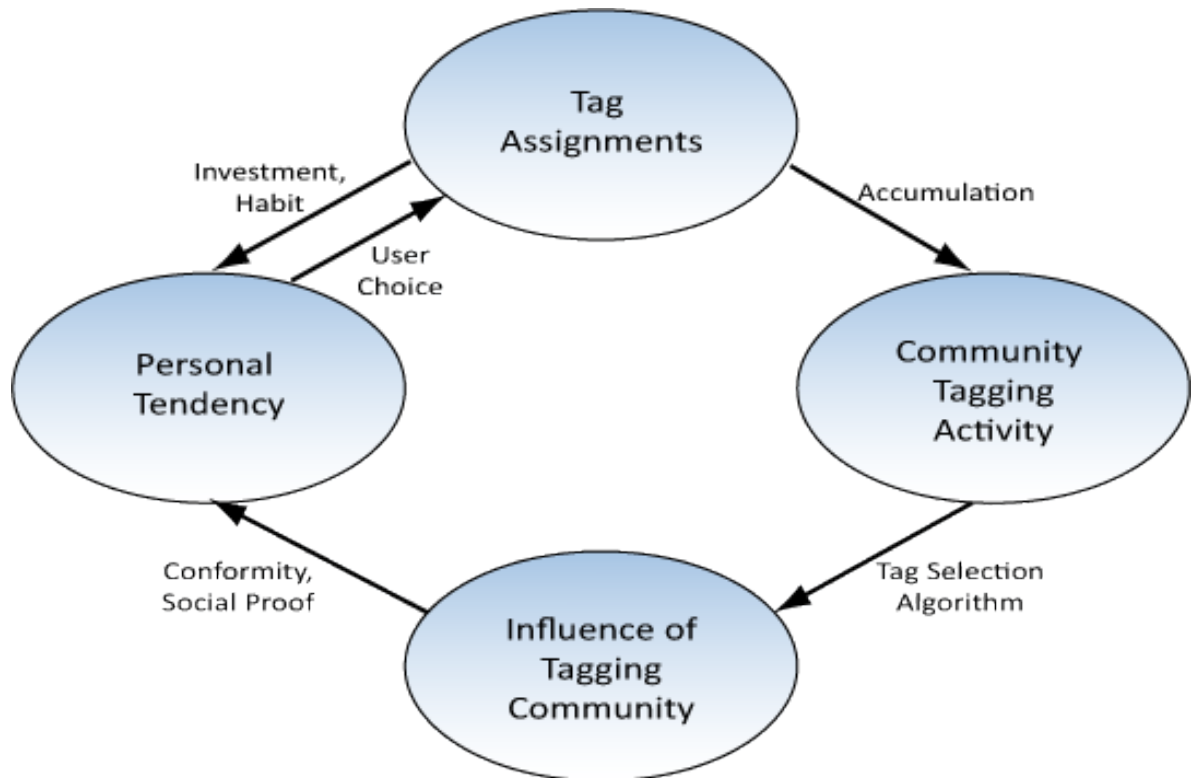 Tag
Assignments
Investment,
Habit
Accumulation
User
Choice
Personal
Tendency
Community
Tagging
Activity
Conformity,
Social Proof
Tag Selection
Algorithm
Influence of
Tagging
Community